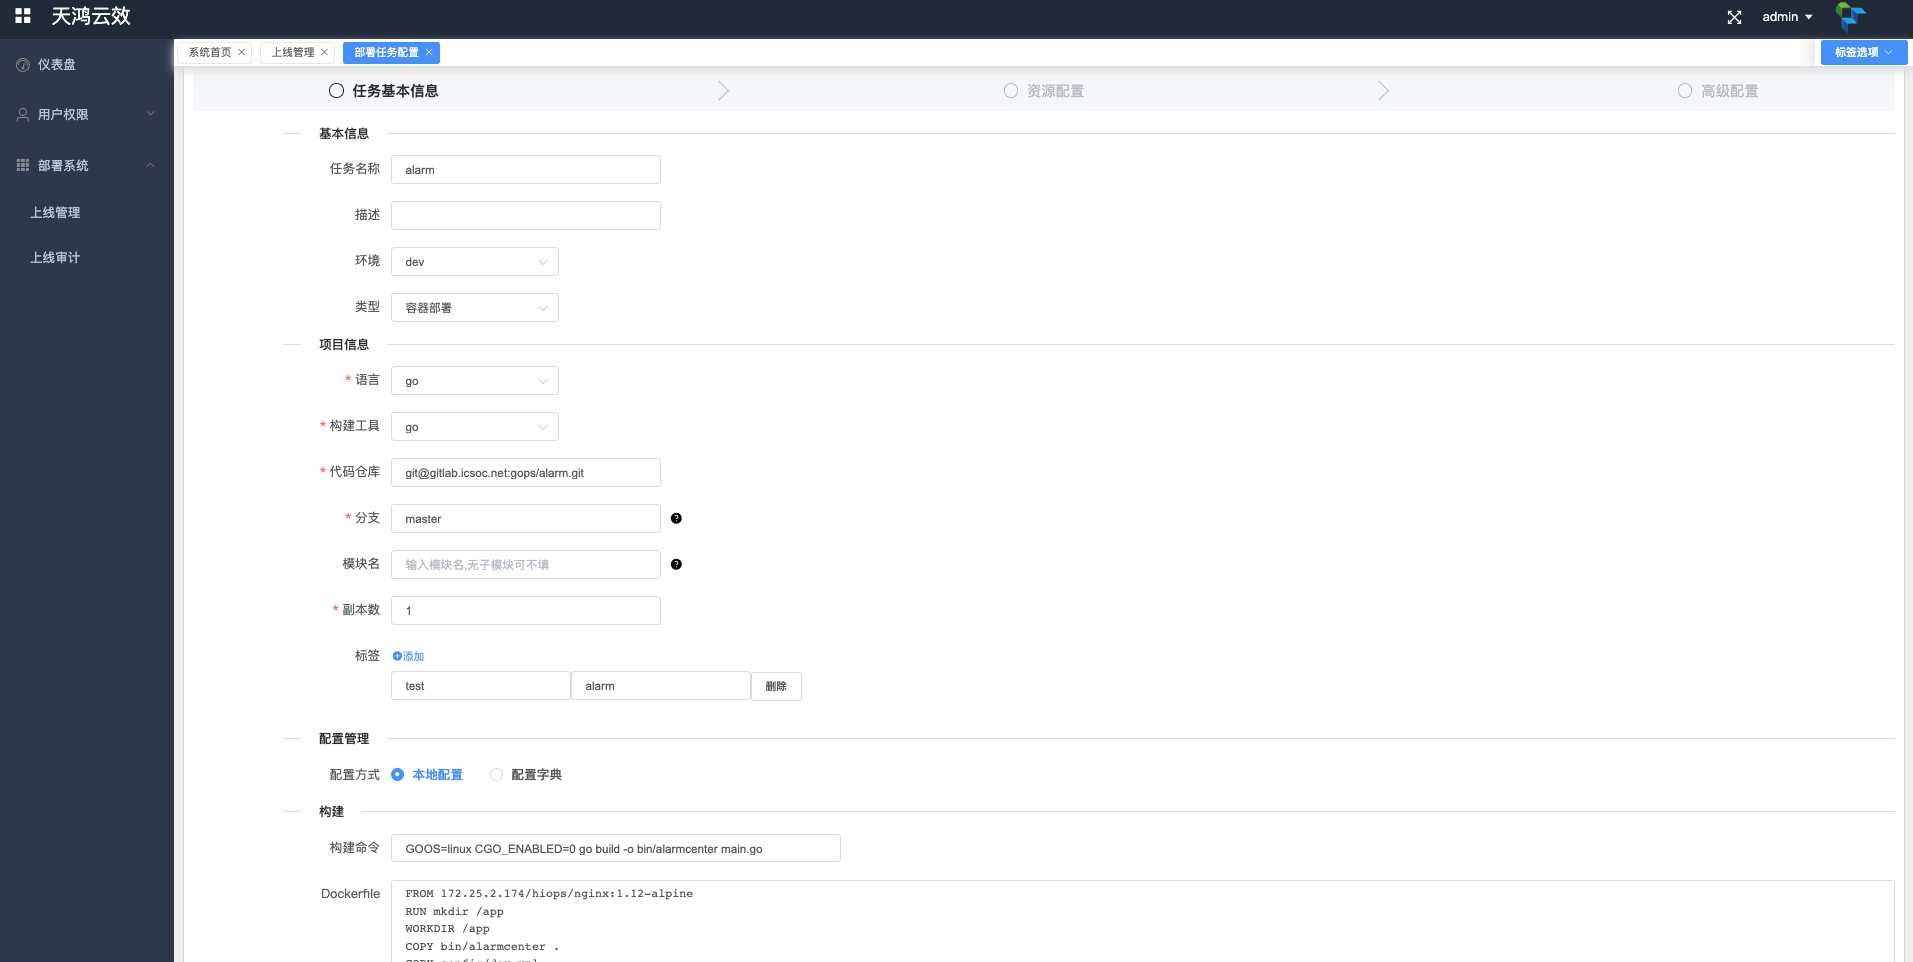 天鸿云效
admin
仪表盘
用户权限
部署系统
上线管理
上线审计
系统首页
上线管理
部署任务配置
标签选项
任务基本信息
资源配置
高级配置
基本信息
任务名称 alarm
描述
环境 dev
类型 容器部署
项目信息
* 语言 go
* 构建工具 go
* 代码仓库 git@gitlab.icsoc.net:gops/alarm.git
* 分支 master
模块名 输入模块名,无子模块可不填
* 副本数 1
标签 添加
test alarm 删除
配置管理
配置方式 本地配置 配置字典
构建
构建命令 GOOS=linux CGO_ENABLED=0 go build -o bin/alarmcenter main.go
Dockerfile FROM 172.25.2.174/hiops/nginx:1.12-alpine
RUN mkdir /app
WORKDIR /app
COPY bin/alarmcenter .